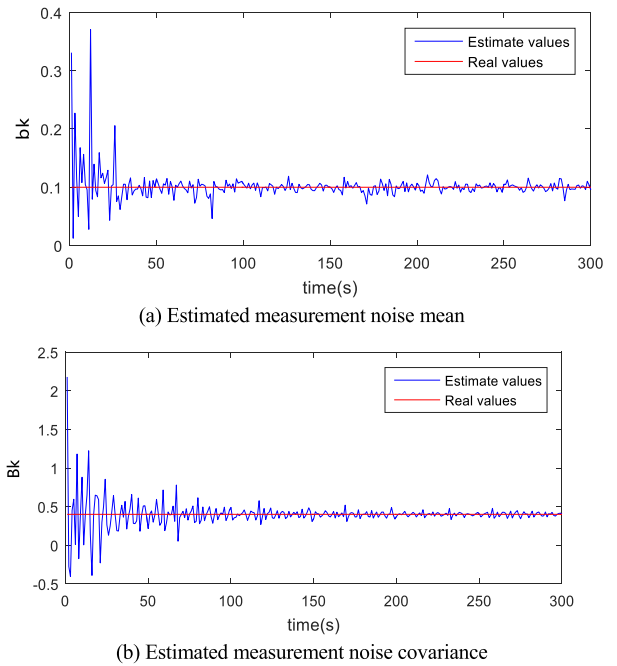 0.4
0.3
0.2
0.1
0
bk
Estimate values
Real values
0 50 100 150 200 250 300
time(s)
(a) Estimated measurement noise mean
2.5
2
1.5
1
0.5
0
-0.5
Bk
Estimate values
Real values
0 50 100 150 200 250 300
time(s)
(b) Estimated measurement noise covariance